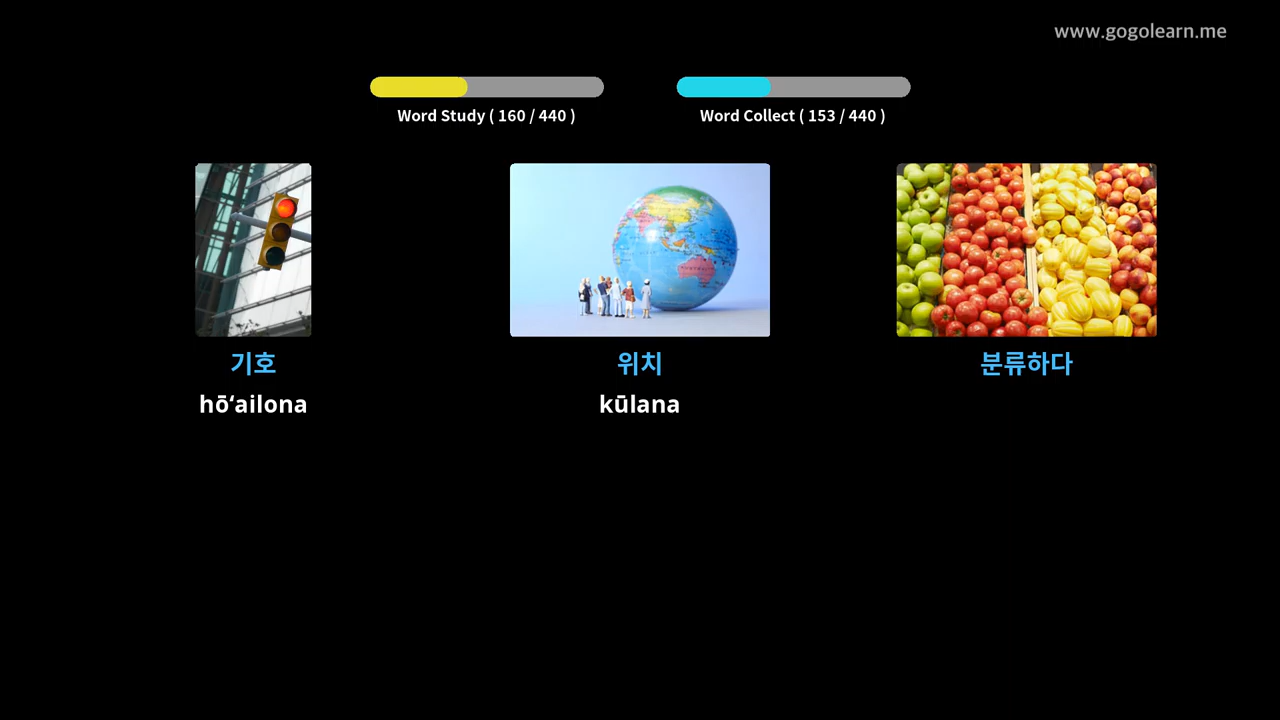 www.gogolearn.me
Word Study ( 160 / 440 )
Word Collect ( 153 / 440 )
기호
위치
분류하다
hōʻailona
kūlana